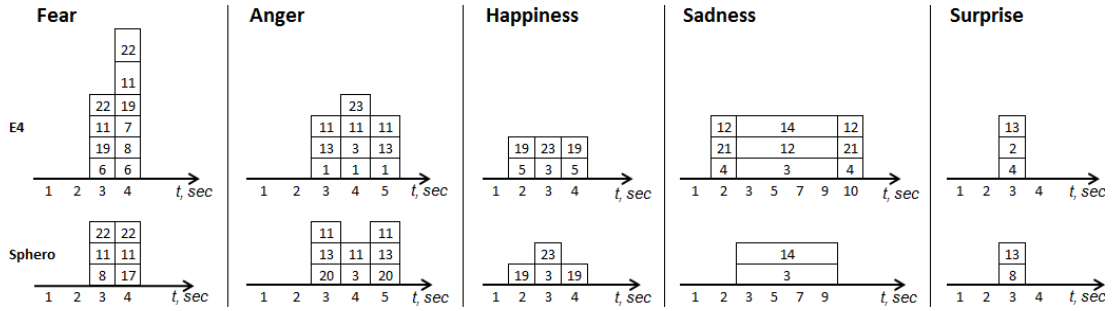 Fear Anger Happiness Sadness Surprise
22
11
22 19 23
11 7 11 11 11 12 14 12 13
E4
19 8 13 3 13 19 23 19 21 12 21 2
6 6 1 1 1 5 3 5 4 3 4 4
1 2 3 4 t, sec 1 2 3 4 5 t, sec 1 2 3 4 t, sec 1 2 3 5 7 9 10 t, sec 1 2 3 4 t, sec
22 22 11 11
Sphero
11 11 13 11 13 23 14 13
8 17 20 3 20 19 3 19 3 8
1 2 3 4 t, sec 1 2 3 4 5 t, sec 1 2 3 4 t, sec 1 2 3 5 7 9 t, sec 1 2 3 4 t, sec